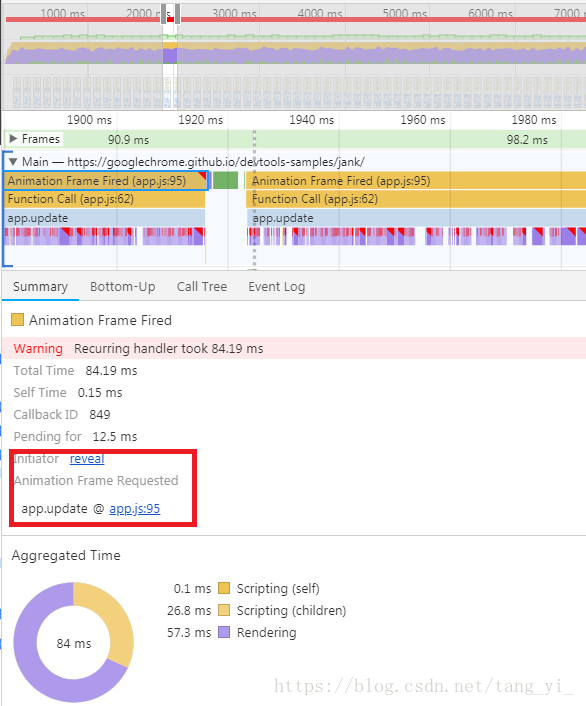 1000 ms 2000 ms 3000 ms 4000 ms 5000 ms 6000 ms 7000
1900 ms 1920 ms 1940 ms 1960 ms 1980 ms
Frames 90.9 ms 98.2 ms
Main — https://googlechrome.github.io/devtools-samples/jank/
Animation Frame Fired (app.js:95) Animation Frame Fired (app.js:95)
Function Call (app.js:62) Function Call (app.js:62)
app.update app.update
Summary Bottom-Up Call Tree Event Log
Animation Frame Fired
Warning Recurring handler took 84.19 ms
Total Time 84.19 ms
Self Time 0.15 ms
Callback ID 849
Pending for 12.5 ms
Initiator reveal
Animation Frame Requested
app.update @ app.js:95
Aggregated Time
0.1 ms Scripting (self)
26.8 ms Scripting (children)
57.3 ms Rendering
84 ms
https://blog.csdn.net/tang_yi_